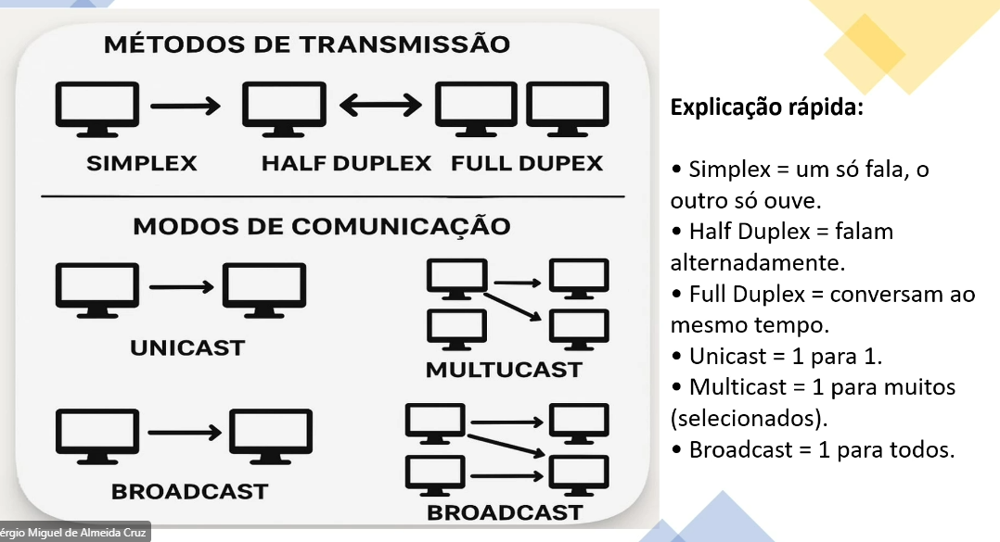 MÉTODOS DE TRANSMISSÃO
SIMPLEX
HALF DUPLEX
FULL DUPEX
MODOS DE COMUNICAÇÃO
UNICAST
MULTUCAST
BROADCAST
BROADCAST
Explicação rápida:
• Simplex = um só fala, o
outro só ouve.
• Half Duplex = falam
alternadamente.
• Full Duplex = conversam ao
mesmo tempo.
• Unicast = 1 para 1.
• Multicast = 1 para muitos
(selecionados).
• Broadcast = 1 para todos.
érgio Miguel de Almeida Cruz